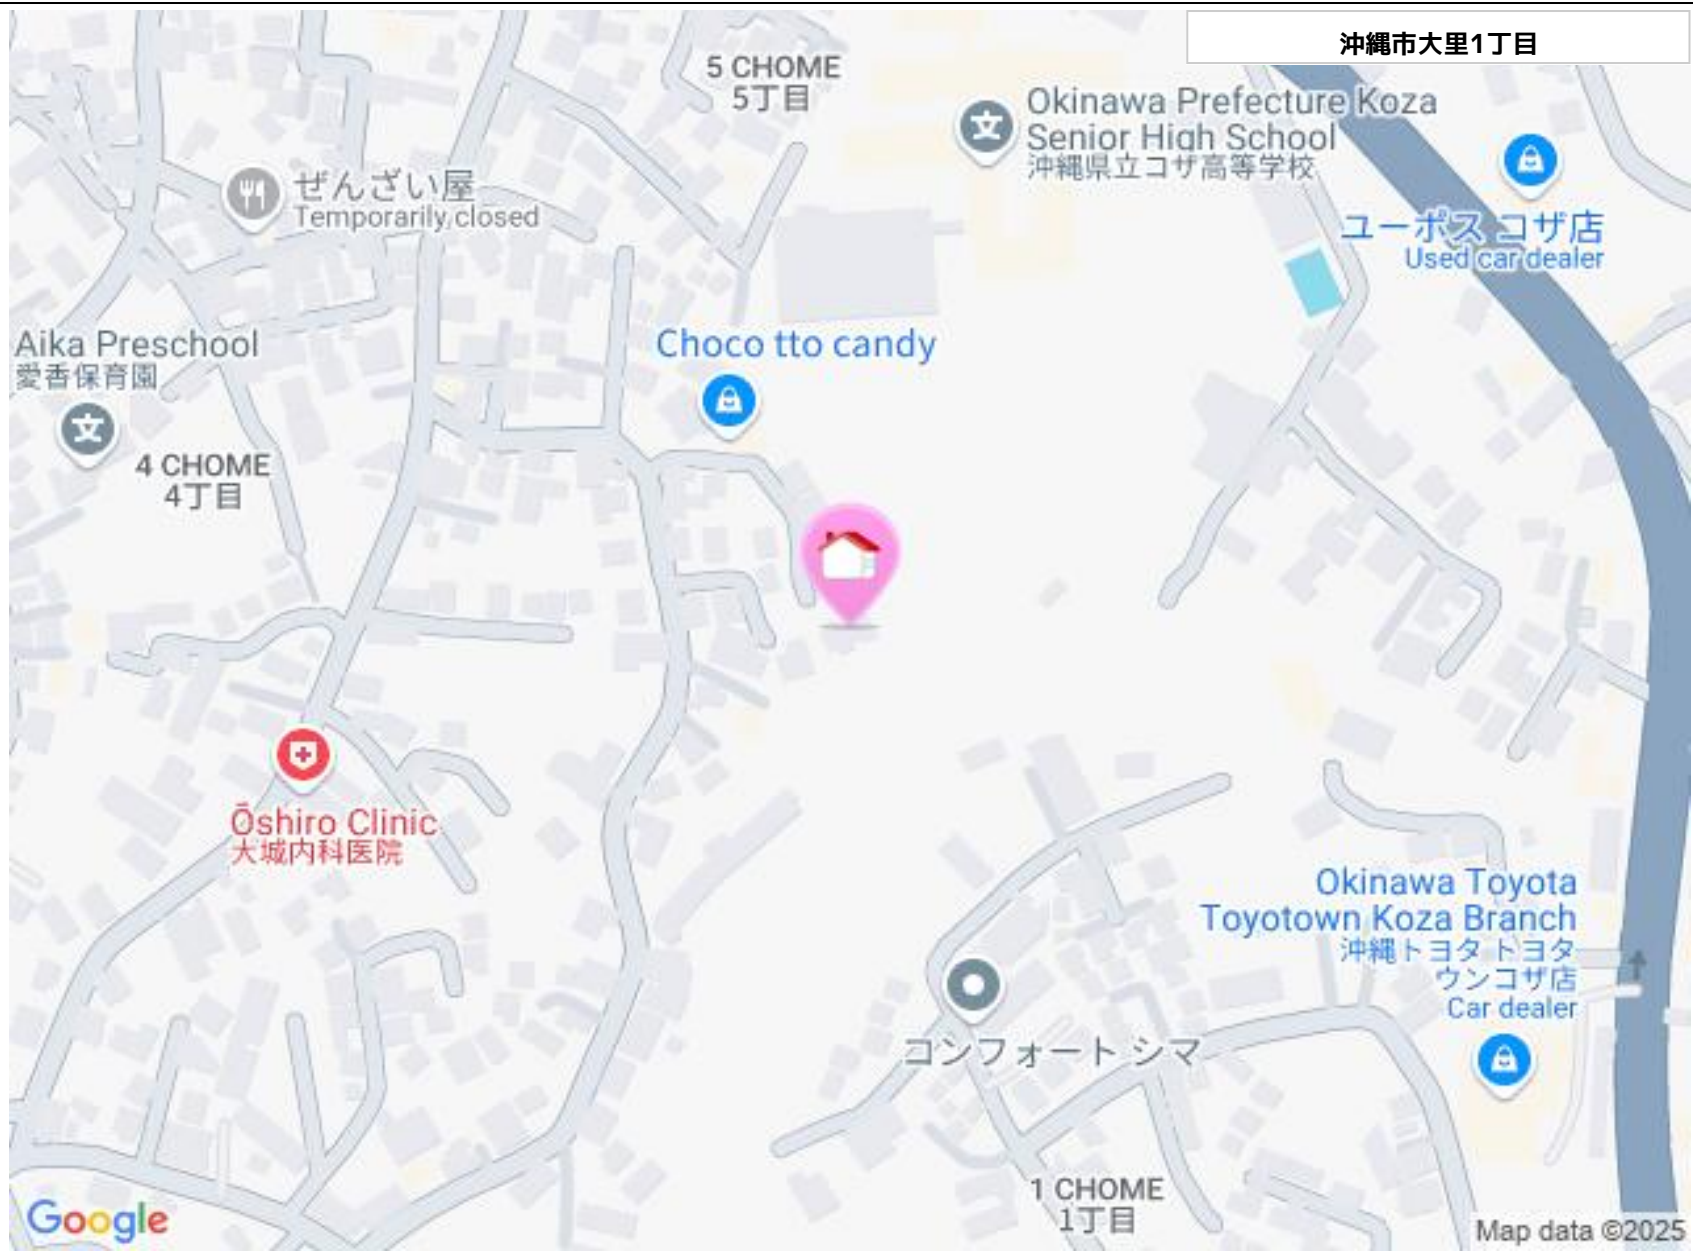 沖縄市大里1丁目
5 CHOME
5丁目
Okinawa Prefecture Koza
Senior High School
沖縄県立コザ高等学校
ぜんざい屋
Temporarily closed
ユーポス コザ店
Used car dealer
Aika Preschool
愛香保育園
Choco tto candy
4 CHOME
4丁目
Ōshiro Clinic
大城内科医院
Okinawa Toyota
Toyotown Koza Branch
沖縄トヨタ トヨタ
ウンコザ店
Car dealer
コンフォート シマ
1 CHOME
1丁目
Google
Map data ©2025